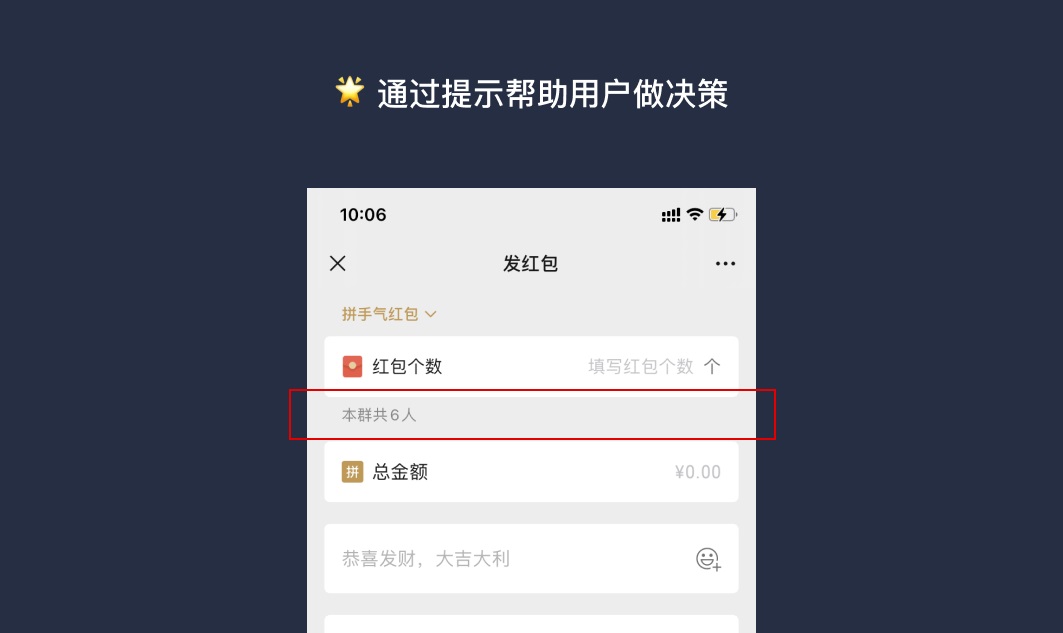 🌟 通过提示帮助用户做决策
10:06
发红包
拼手气红包
红包个数 填写红包个数 个
本群共6人
拼 总金额 ¥0.00
恭喜发财，大吉大利